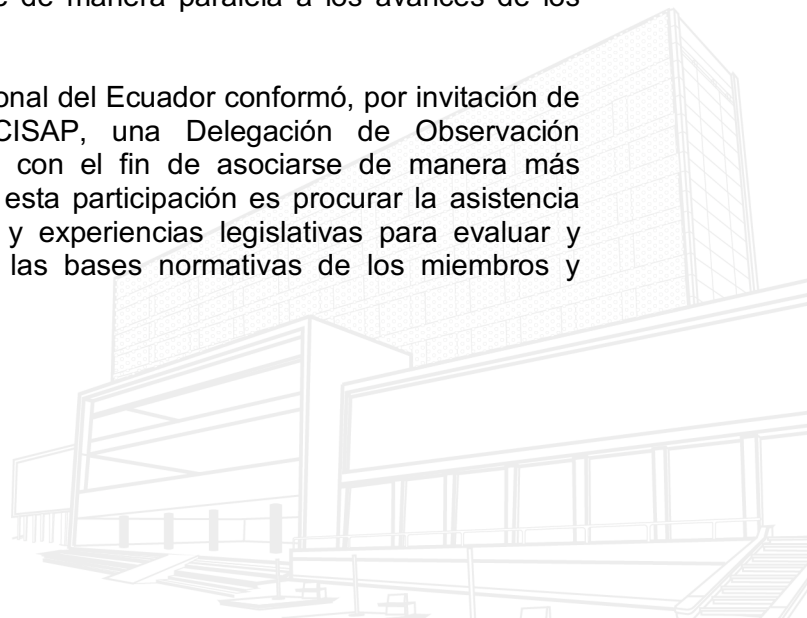 de manera paralela a los avances de los
onal del Ecuador conformó, por invitación de
CISAP, una Delegación de Observación
con el fin de asociarse de manera más
esta participación es procurar la asistencia
y experiencias legislativas para evaluar y
las bases normativas de los miembros y